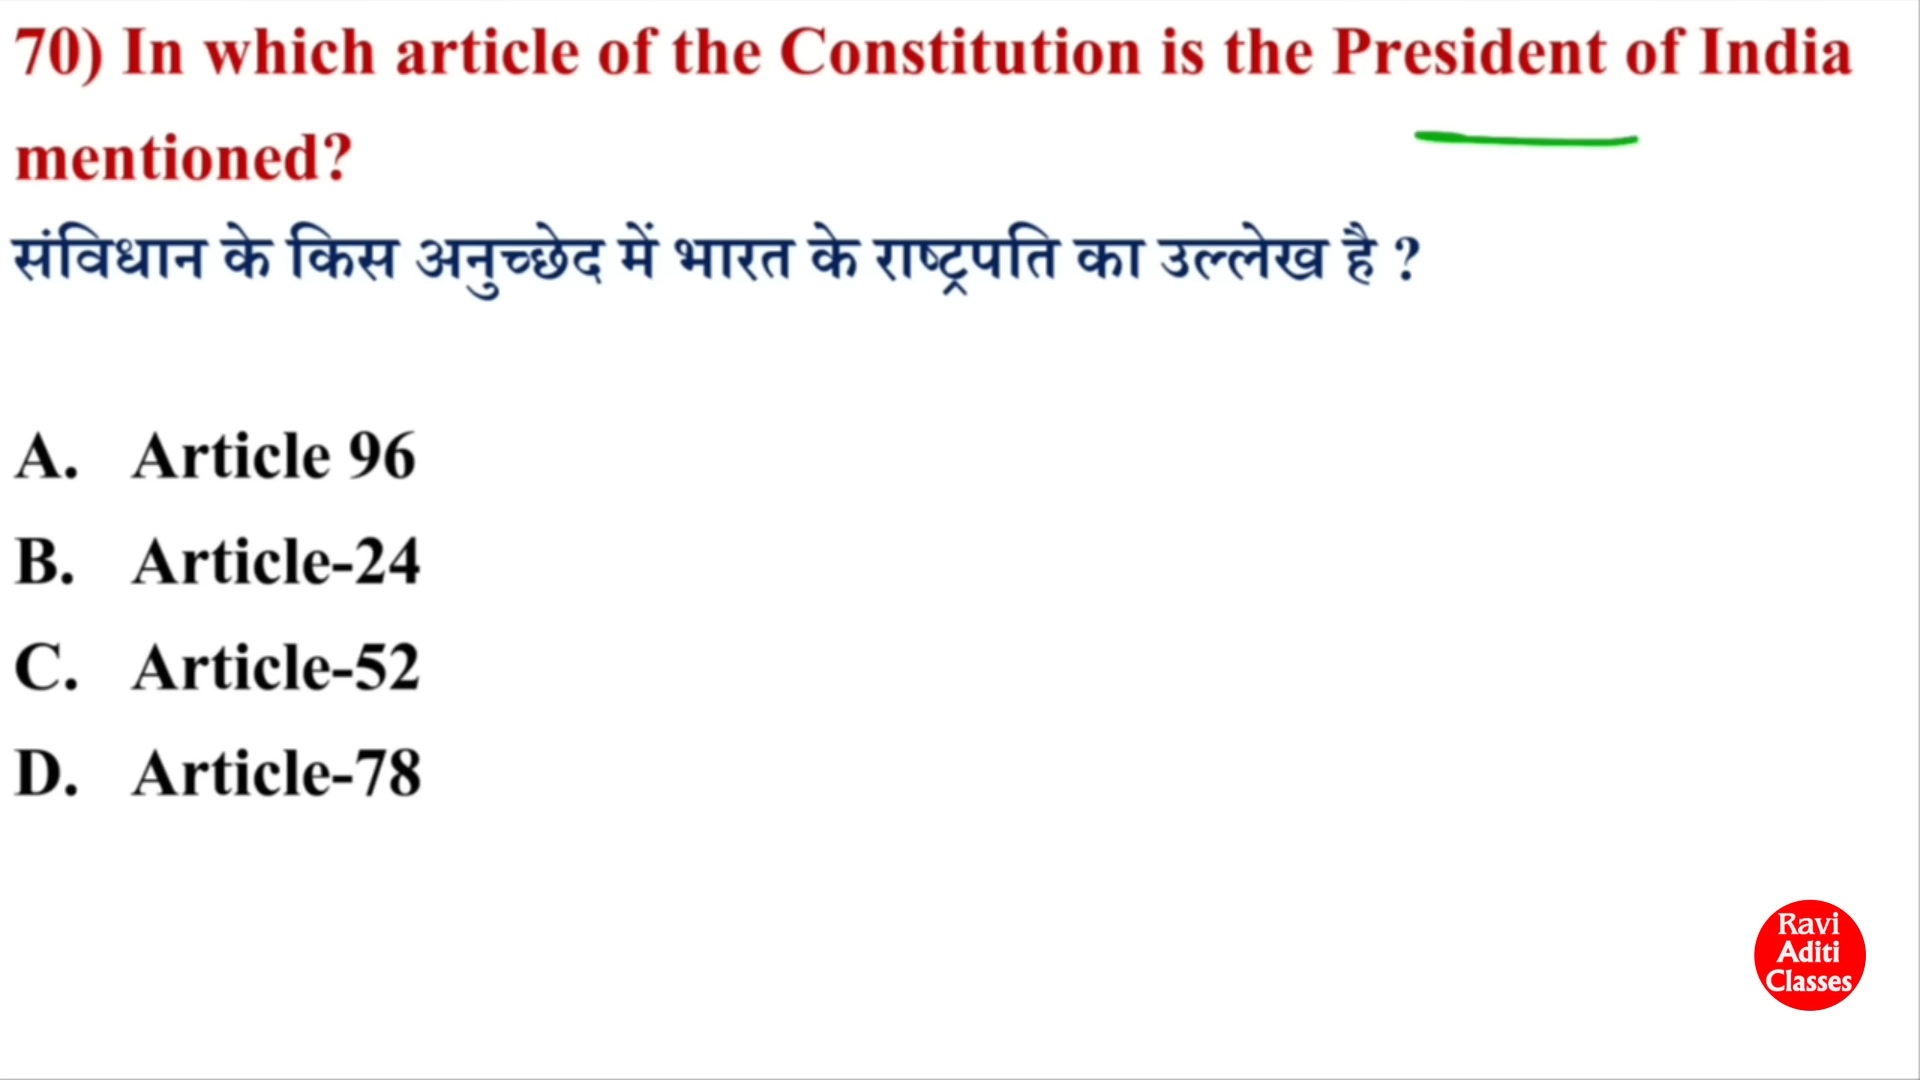 70) In which article of the Constitution is the President of India
mentioned?
संविधान के किस अनुच्छेद में भारत के राष्ट्रपति का उल्लेख है ?
A. Article 96
B. Article-24
C. Article-52
D. Article-78
Ravi
Aditi
Classes